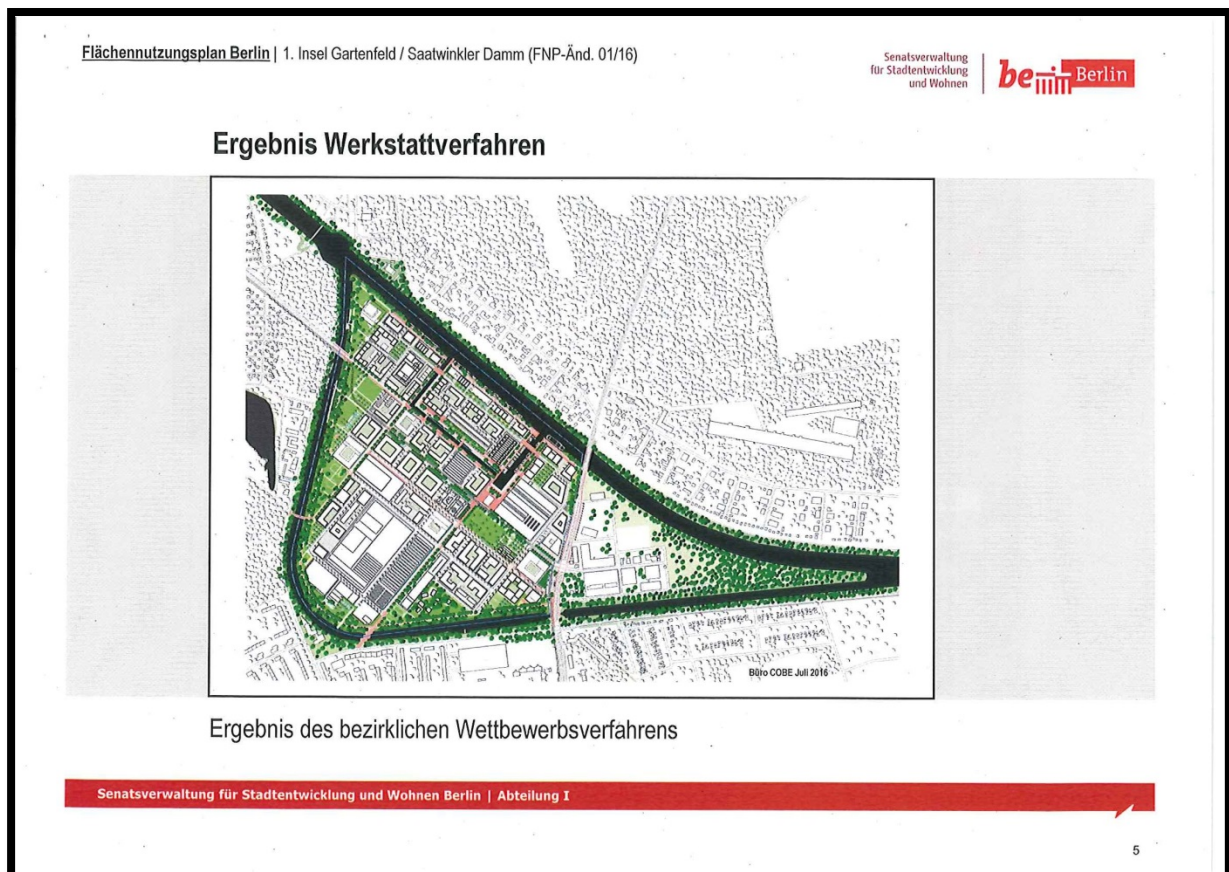 Flächennutzungsplan Berlin | 1. Insel Gartenfeld / Saatwinkler Damm (FNP-Änd. 01/16)
Senatsverwaltung
für Stadtentwicklung
und Wohnen
be Berlin
Ergebnis Werkstattverfahren
Büro COBE Juli 2016
Ergebnis des bezirklichen Wettbewerbsverfahrens
Senatsverwaltung für Stadtentwicklung und Wohnen Berlin | Abteilung I
5